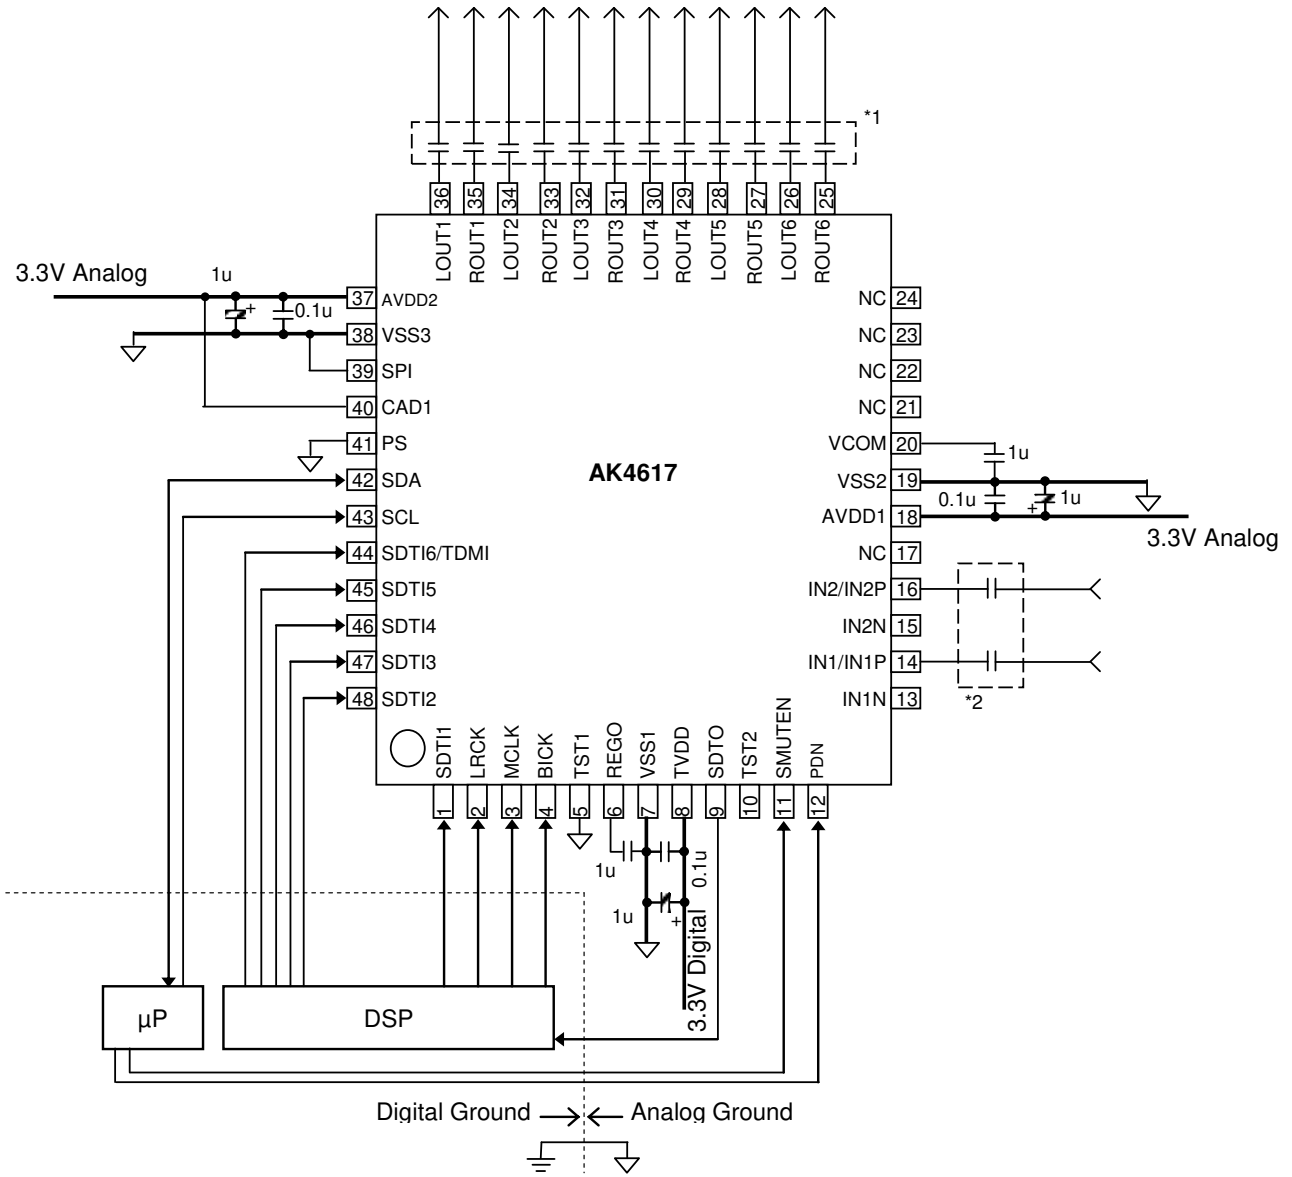 *1
36 35 34 33 32 31 30 29 28 27 26 25
LOUT1 ROUT1 LOUT2 ROUT2 LOUT3 ROUT3 LOUT4 ROUT4 LOUT5 ROUT5 LOUT6 ROUT6
3.3V Analog
1u
+
0.1u
37 AVDD2
38 VSS3
39 SPI
40 CAD1
41 PS
42 SDA
43 SCL
44 SDTI6/TDMI
45 SDTI5
46 SDTI4
47 SDTI3
48 SDTI2
AK4617
NC 24
NC 23
NC 22
NC 21
VCOM 20
VSS2 19
AVDD1 18
NC 17
IN2/IN2P 16
IN2N 15
IN1/IN1P 14
IN1N 13
1u
0.1u
+
1u
3.3V Analog
*2
SDTI1 LRCK MCLK BICK TST1 REGO VSS1 TVDD SDTO TST2 SMUTEN PDN
1 2 3 4 5 6 7 8 9 10 11 12
1u
0.1u
1u
+
3.3V Digital
µP
DSP
Digital Ground
Analog Ground